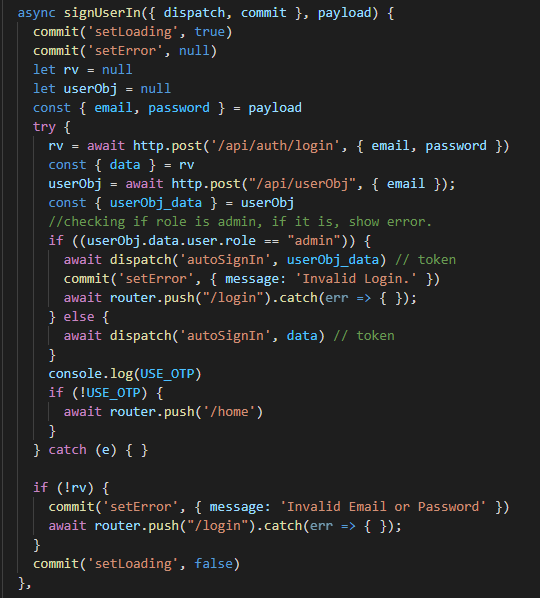 async signUserIn({ dispatch, commit }, payload) {
commit('setLoading', true)
commit('setError', null)
let rv = null
let userObj = null
const { email, password } = payload
try {
rv = await http.post('/api/auth/login', { email, password })
const { data } = rv
userObj = await http.post("/api/userObj", { email });
const { userObj_data } = userObj
//checking if role is admin, if it is, show error.
if ((userObj.data.user.role == "admin")) {
await dispatch('autoSignIn', userObj_data) // token
commit('setError', { message: 'Invalid Login.' })
await router.push("/login").catch(err => { });
} else {
await dispatch('autoSignIn', data) // token
}
console.log(USE_OTP)
if (!USE_OTP) {
await router.push('/home')
}
} catch (e) { }
if (!rv) {
commit('setError', { message: 'Invalid Email or Password' })
await router.push("/login").catch(err => { });
}
commit('setLoading', false)
},